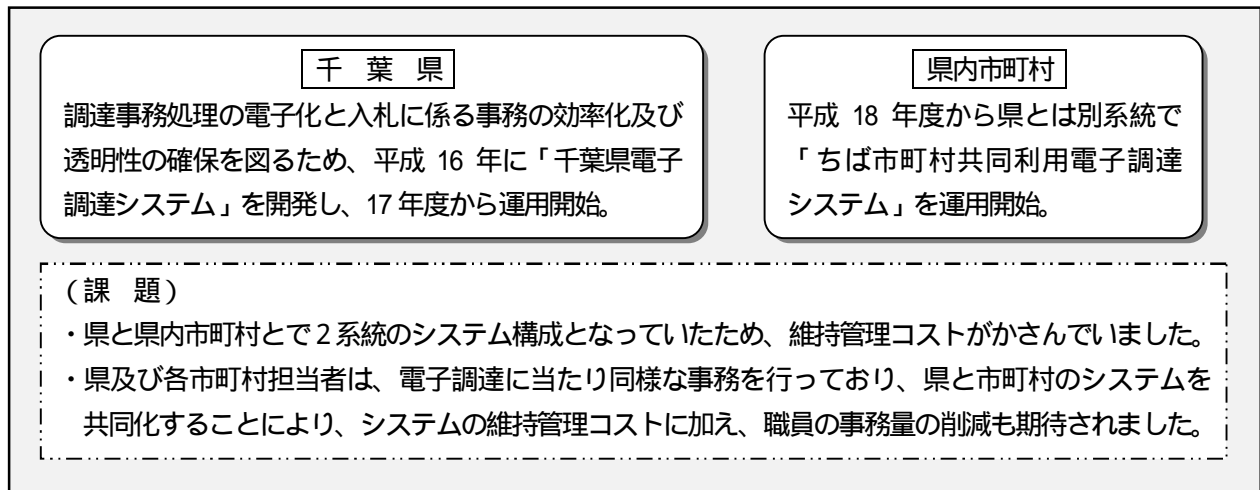 千 葉 県
調達事務処理の電子化と入札に係る事務の効率化及び
透明性の確保を図るため、平成 16 年に「千葉県電子
調達システム」を開発し、17 年度から運用開始。
県内市町村
平成 18 年度から県とは別系統で
「ちば市町村共同利用電子調達
システム」を運用開始。
(課 題)
・県と県内市町村とで2系統のシステム構成となっていたため、維持管理コストがかさんでいました。
・県及び各市町村担当者は、電子調達に当たり同様な事務を行っており、県と市町村のシステムを
共同化することにより、システムの維持管理コストに加え、職員の事務量の削減も期待されました。